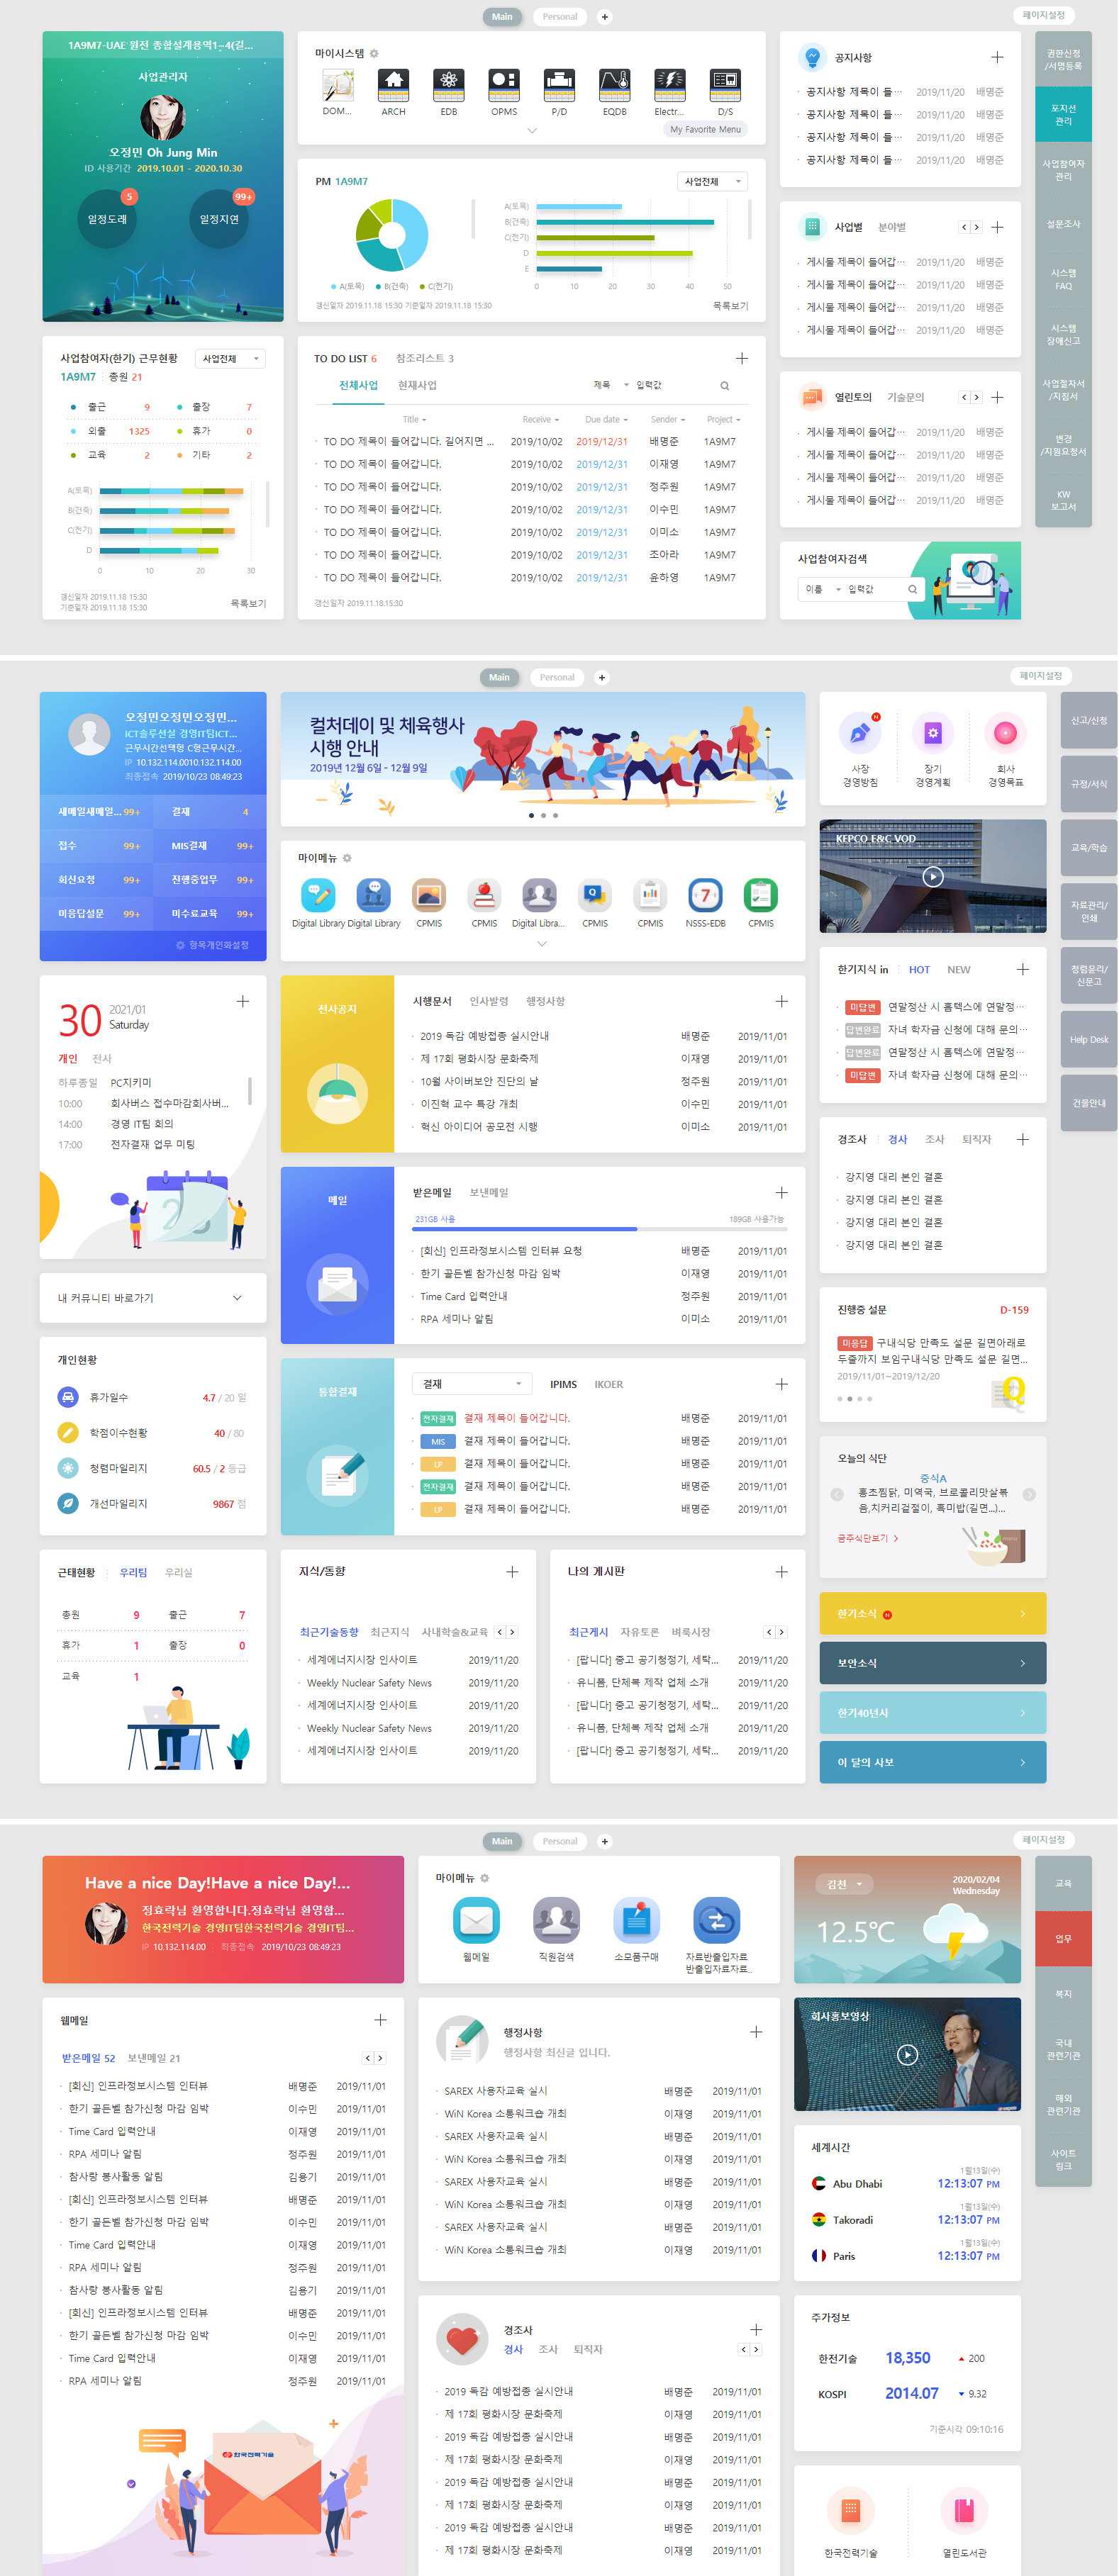 Main
Personal
페이지설정
1A9M7-UAE 원전 종합설계용역1~4(길...
사업관리자
오정민 Oh Jung Min
ID 사용기간 2019.10.01 - 2020.10.30
일정도래 5
일정지연 99+
마이시스템
DOM...
ARCH
EDB
OPMS
P/D
EQDB
Electr...
D/S
My Favorite Menu
PM 1A9M7
사업전체
A(토목)
B(건축)
C(전기)
A(토목)
B(건축)
C(전기)
D
E
0 10 20 30 40 50
갱신일자 2019.11.18 15:30 기준일자 2019.11.18 15:30
목록보기
공지사항
공지사항 제목이 들··· 2019/11/20 배명준
공지사항 제목이 들··· 2019/11/20 배명준
공지사항 제목이 들··· 2019/11/20 배명준
공지사항 제목이 들··· 2019/11/20 배명준
사업별 분야별
게시물 제목이 들어갑··· 2019/11/20 배명준
게시물 제목이 들어갑··· 2019/11/20 배명준
게시물 제목이 들어갑··· 2019/11/20 배명준
게시물 제목이 들어갑··· 2019/11/20 배명준
열린토의 기술문의
게시물 제목이 들어갑··· 2019/11/20 배명준
게시물 제목이 들어갑··· 2019/11/20 배명준
게시물 제목이 들어갑··· 2019/11/20 배명준
게시물 제목이 들어갑··· 2019/11/20 배명준
사업참여자검색
이름 입력값
권한신청
/서명등록
포지션
관리
사업참여자
관리
설문조사
시스템
FAQ
시스템
장애신고
사업절차서
/지침서
변경
/지원요청서
KW
보고서
사업참여자(한기) 근무현황
사업전체
1A9M7 총원 21
출근 9 출장 7
외출 1325 휴가 0
교육 2 기타 2
A(토목)
B(건축)
C(전기)
D
0 10 20 30
갱신일자 2019.11.18 15:30
기준일자 2019.11.18 15:30
목록보기
TO DO LIST 6 참조리스트 3
전체사업 현재사업
제목 입력값
Title Receive Due date Sender Project
TO DO 제목이 들어갑니다. 길어지면 ... 2019/10/02 2019/12/31 배명준 1A9M7
TO DO 제목이 들어갑니다. 2019/10/02 2019/12/31 이재영 1A9M7
TO DO 제목이 들어갑니다. 2019/10/02 2019/12/31 정주원 1A9M7
TO DO 제목이 들어갑니다. 2019/10/02 2019/12/31 이수민 1A9M7
TO DO 제목이 들어갑니다. 2019/10/02 2019/12/31 이미소 1A9M7
TO DO 제목이 들어갑니다. 2019/10/02 2019/12/31 조아라 1A9M7
TO DO 제목이 들어갑니다. 2019/10/02 2019/12/31 윤하영 1A9M7
갱신일자 2019.11.18.15:30
Main
Personal
페이지설정
오정민오정민오정민...
ICT솔루션실 경영IT팀ICT...
근무시간선택형 C형근무시간...
IP 10.132.114.0010.132.114.00
최종접속 2019/10/23 08:49:23
새메일새메일... 99+ 결재 4
접수 99+ MIS결재 99+
회신요청 99+ 진행중업무 99+
미응답설문 99+ 미수료교육 99+
항목개인화설정
컬처데이 및 체육행사
시행 안내
2019년 12월 6일 - 12월 9일
마이메뉴
Digital Library
Digital Library
CPMIS
CPMIS
Digital Libra...
CPMIS
CPMIS
NSSS-EDB
CPMIS
사장
경영방침
장기
경영계획
회사
경영목표
KEPCO E&C VOD
신고/신청
규정/서식
교육/학습
자료관리/
인쇄
청렴윤리/
신문고
Help Desk
건물안내
30 2021/01
Saturday
개인 전사
하루종일 PC지키미
10:00 회사버스 접수마감회사버...
14:00 경영 IT팀 회의
17:00 전자결재 업무 미팅
전사공지
시행문서 인사발령 행정사항
2019 독감 예방접종 실시안내 배명준 2019/11/01
제 17회 평화시장 문화축제 이재영 2019/11/01
10월 사이버보안 진단의 날 정주원 2019/11/01
이진혁 교수 특강 개최 이수민 2019/11/01
혁신 아이디어 공모전 시행 이미소 2019/11/01
한기지식 in HOT NEW
미답변 연말정산 시 홈텍스에 연말정···
답변완료 자녀 학자금 신청에 대해 문의···
답변완료 연말정산 시 홈텍스에 연말정···
미답변 자녀 학자금 신청에 대해 문의···
경조사 경사 조사 퇴직자
강지영 대리 본인 결혼
강지영 대리 본인 결혼
강지영 대리 본인 결혼
강지영 대리 본인 결혼
메일
받은메일 보낸메일
231GB 사용 189GB 사용가능
[회신] 인프라정보시스템 인터뷰 요청 배명준 2019/11/01
한기 골든벨 참가신청 마감 임박 이재영 2019/11/01
Time Card 입력안내 정주원 2019/11/01
RPA 세미나 알림 이미소 2019/11/01
내 커뮤니티 바로가기
개인현황
휴가일수 4.7 / 20 일
학점이수현황 40 / 80
청렴마일리지 60.5 / 2 등급
개선마일리지 9867 점
통합결재
결재 IPIMS IKOER
전자결재 결재 제목이 들어갑니다. 배명준 2019/11/01
MIS 결재 제목이 들어갑니다. 배명준 2019/11/01
LP 결재 제목이 들어갑니다. 배명준 2019/11/01
전자결재 결재 제목이 들어갑니다. 배명준 2019/11/01
LP 결재 제목이 들어갑니다. 배명준 2019/11/01
진행중 설문 D-159
미응답 구내식당 만족도 설문 길면아래로
두줄까지 보임구내식당 만족도 설문 길면...
2019/11/01~2019/12/20
오늘의 식단
중식A
홍초찜닭, 미역국, 브로콜리맛살볶
음,치커리겉절이, 흑미밥(길면...)...
금주식단보기
근태현황 우리팀 우리실
총원 9 출근 7
휴가 1 출장 0
교육 1
지식/동향
최근기술동향 최근지식 사내학술&교육
세계에너지시장 인사이트 2019/11/20
Weekly Nuclear Safety News 2019/11/20
세계에너지시장 인사이트 2019/11/20
Weekly Nuclear Safety News 2019/11/20
세계에너지시장 인사이트 2019/11/20
나의 게시판
최근게시 자유토론 벼룩시장
[팝니다] 중고 공기청정기, 세탁... 2019/11/20
유니폼, 단체복 제작 업체 소개 2019/11/20
[팝니다] 중고 공기청정기, 세탁... 2019/11/20
유니폼, 단체복 제작 업체 소개 2019/11/20
[팝니다] 중고 공기청정기, 세탁... 2019/11/20
한기소식 N
보안소식
한기40년사
이 달의 사보
Main
Personal
페이지설정
Have a nice Day!Have a nice Day!...
정효락님 환영합니다.정효락님 환영합...
한국전력기술 경영IT팀한국전력기술 경영IT팀...
IP 10.132.114.00 최종접속 2019/10/23 08:49:23
마이메뉴
웹메일
직원검색
소모품구매
자료반출입자료
반출입자료자료..
김천
2020/02/04
Wednesday
12.5℃
회사홍보영상
교육
업무
복지
국내
관련기관
해외
관련기관
사이트
링크
웹메일
받은메일 52 보낸메일 21
[회신] 인프라정보시스템 인터뷰 배명준 2019/11/01
한기 골든벨 참가신청 마감 임박 이수민 2019/11/01
Time Card 입력안내 이재영 2019/11/01
RPA 세미나 알림 정주원 2019/11/01
참사랑 봉사활동 알림 김용기 2019/11/01
[회신] 인프라정보시스템 인터뷰 배명준 2019/11/01
한기 골든벨 참가신청 마감 임박 이수민 2019/11/01
Time Card 입력안내 이재영 2019/11/01
RPA 세미나 알림 정주원 2019/11/01
참사랑 봉사활동 알림 김용기 2019/11/01
[회신] 인프라정보시스템 인터뷰 배명준 2019/11/01
한기 골든벨 참가신청 마감 임박 이수민 2019/11/01
Time Card 입력안내 이재영 2019/11/01
RPA 세미나 알림 정주원 2019/11/01
한국전력기술
행정사항
행정사항 최신글 입니다.
SAREX 사용자교육 실시 배명준 2019/11/01
WiN Korea 소통워크숍 개최 이재영 2019/11/01
SAREX 사용자교육 실시 배명준 2019/11/01
WiN Korea 소통워크숍 개최 이재영 2019/11/01
SAREX 사용자교육 실시 배명준 2019/11/01
WiN Korea 소통워크숍 개최 이재영 2019/11/01
SAREX 사용자교육 실시 배명준 2019/11/01
WiN Korea 소통워크숍 개최 이재영 2019/11/01
경조사
경사 조사 퇴직자
2019 독감 예방접종 실시안내 배명준 2019/11/01
제 17회 평화시장 문화축제 이재영 2019/11/01
2019 독감 예방접종 실시안내 배명준 2019/11/01
제 17회 평화시장 문화축제 이재영 2019/11/01
2019 독감 예방접종 실시안내 배명준 2019/11/01
제 17회 평화시장 문화축제 이재영 2019/11/01
2019 독감 예방접종 실시안내 배명준 2019/11/01
제 17회 평화시장 문화축제 이재영 2019/11/01
세계시간
1월13일(수)
Abu Dhabi 12:13:07 PM
1월13일(수)
Takoradi 12:13:07 PM
1월13일(수)
Paris 12:13:07 PM
주가정보
한전기술 18,350 200
KOSPI 2014.07 9.32
기준시각 09:10:16
한국전력기술
열린도서관